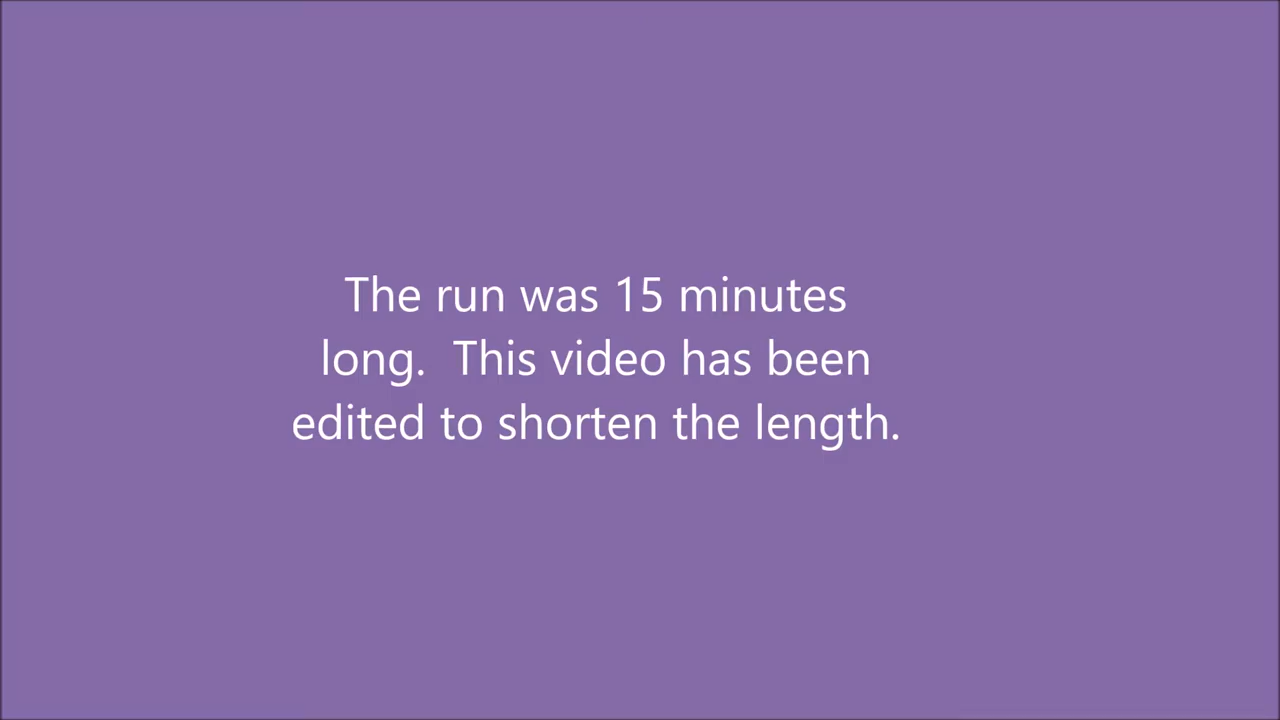 The run was 15 minutes
long.  This video has been
edited to shorten the length.